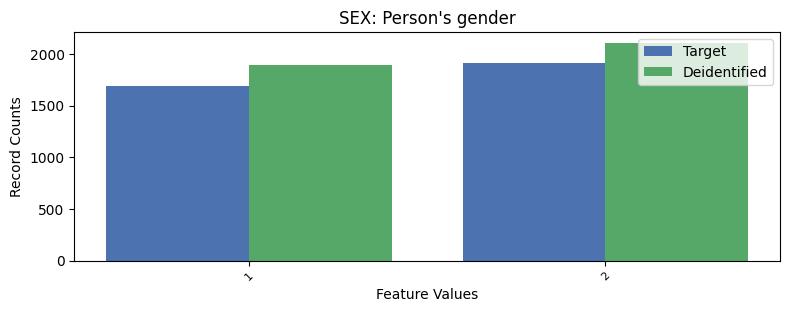 SEX: Person's gender
Target
Deidentified
Record Counts
2000
1500
1000
500
0
1
2
Feature Values